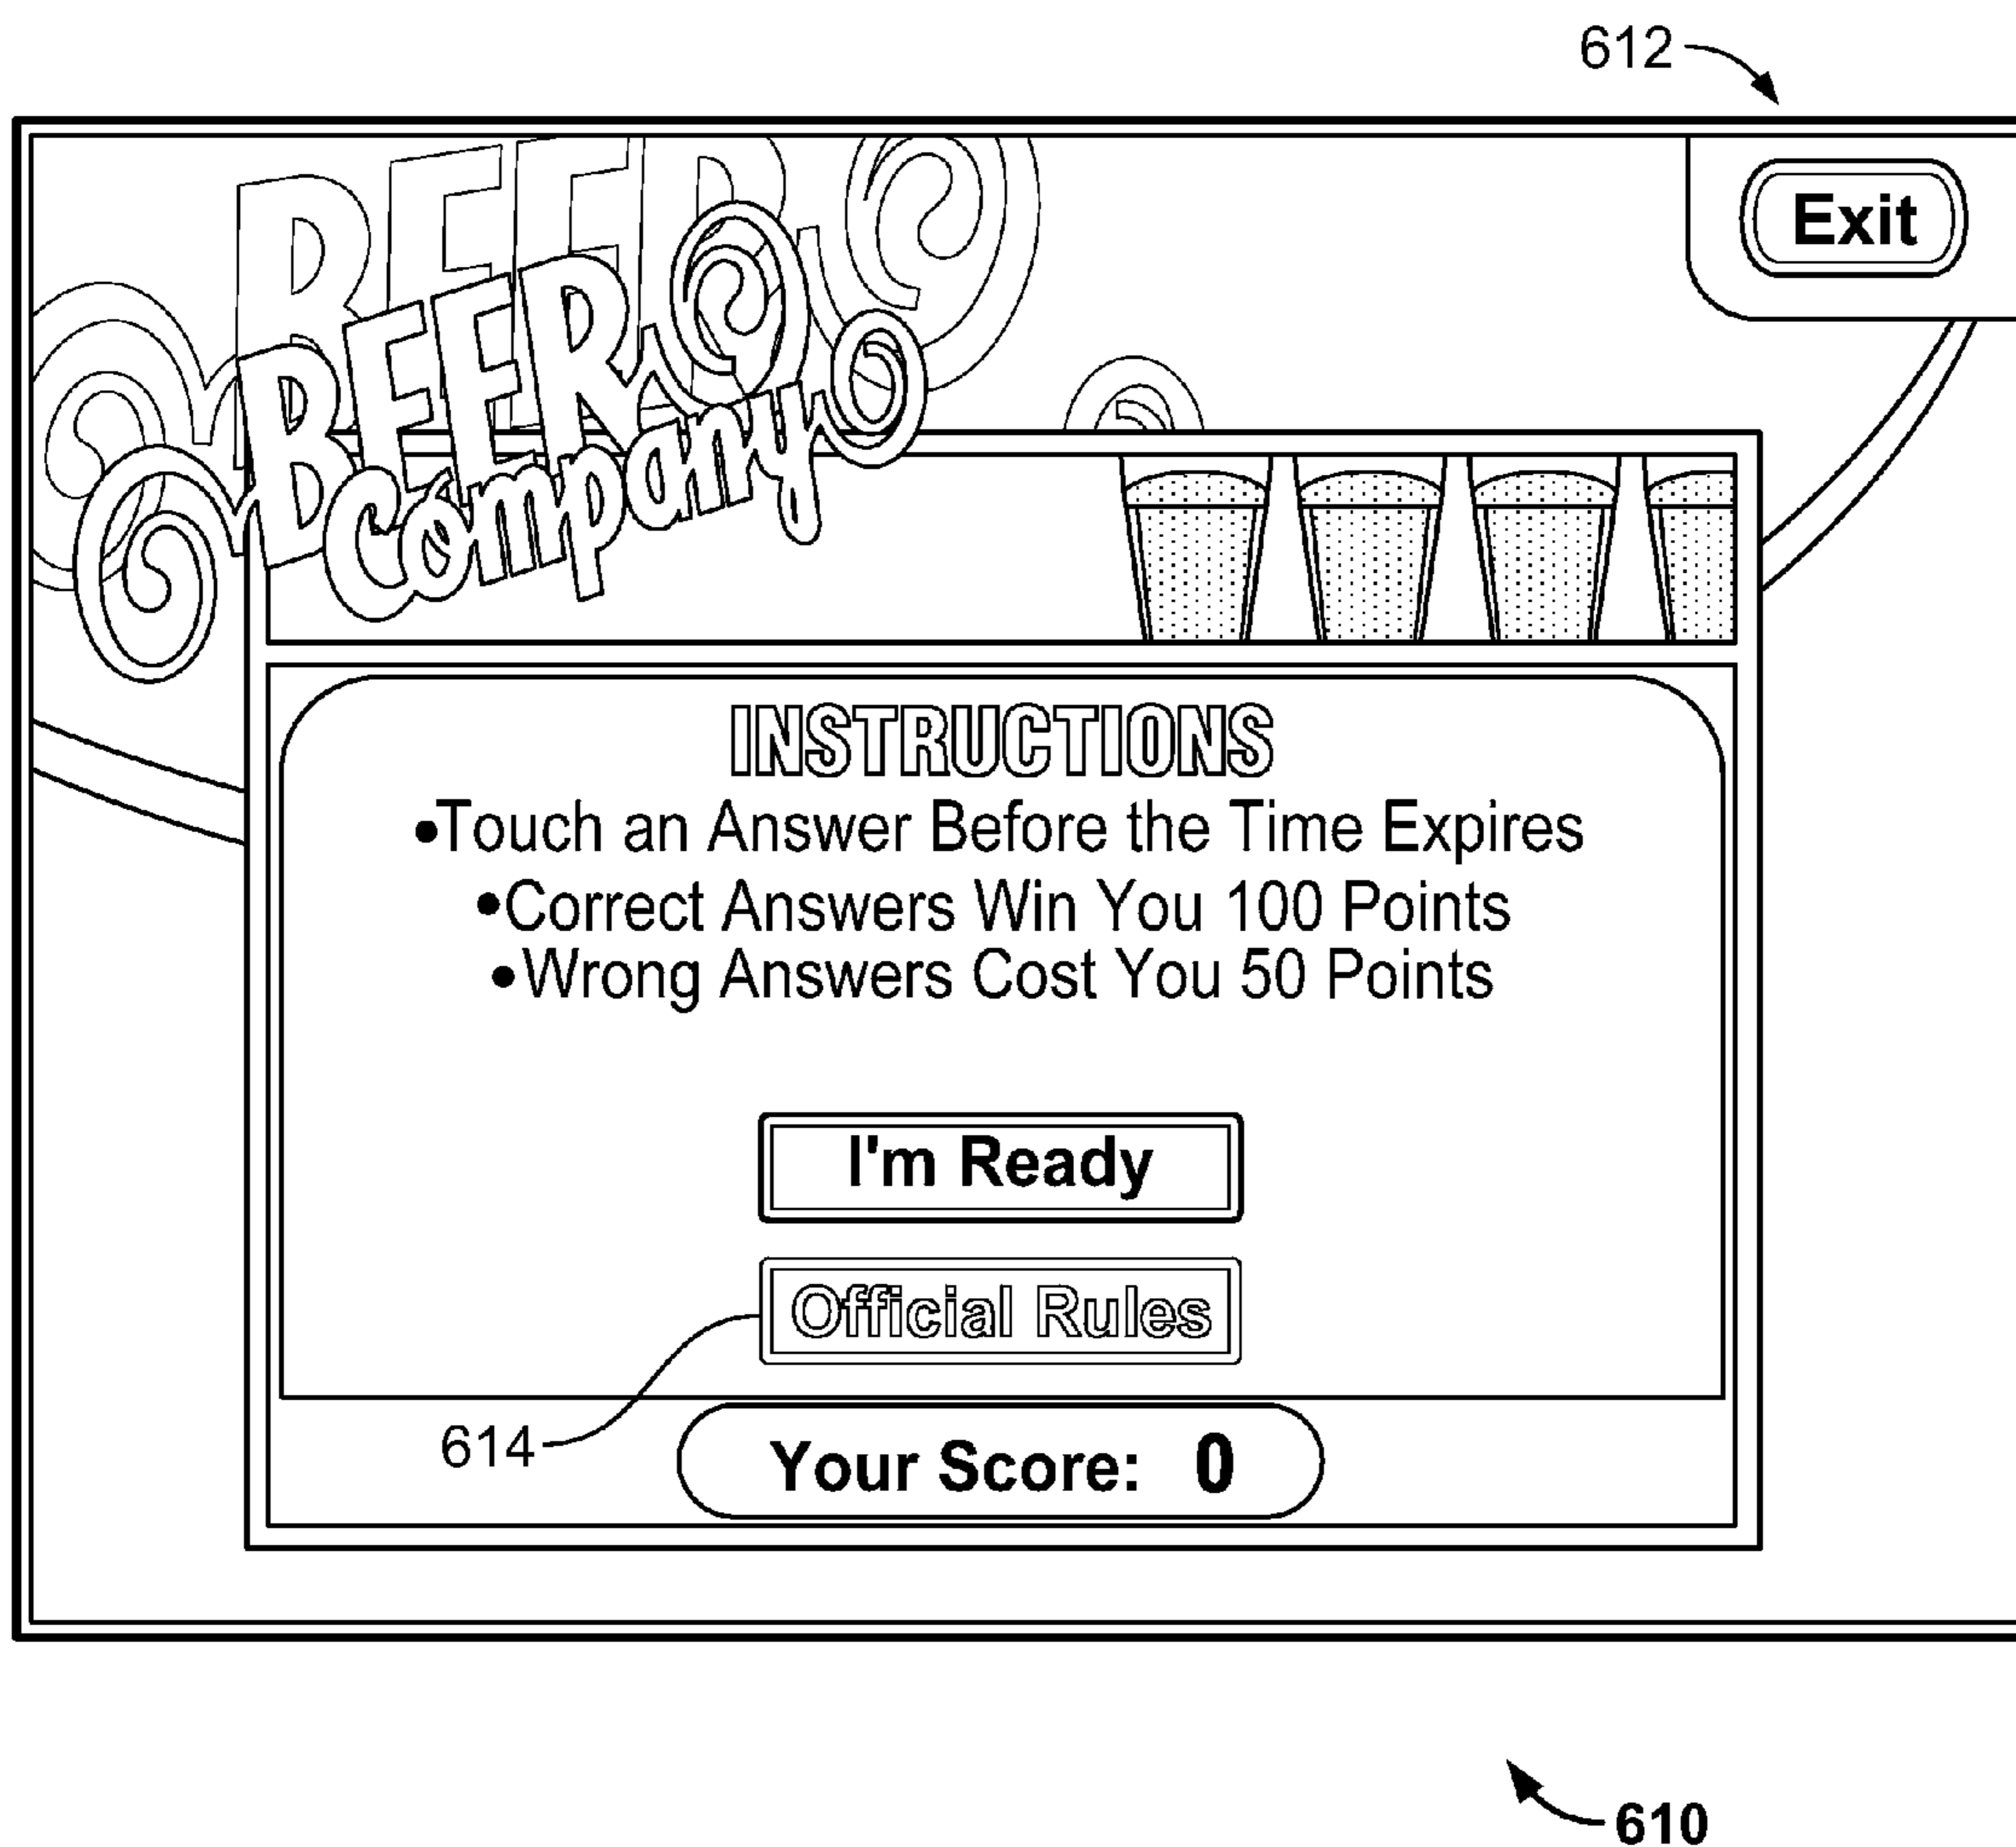 612
Exit
BEER
BEER
Company
INSTRUCTIONS
•Touch an Answer Before the Time Expires
•Correct Answers Win You 100 Points
•Wrong Answers Cost You 50 Points
I'm Ready
Official Rules
614
Your Score: 0
610